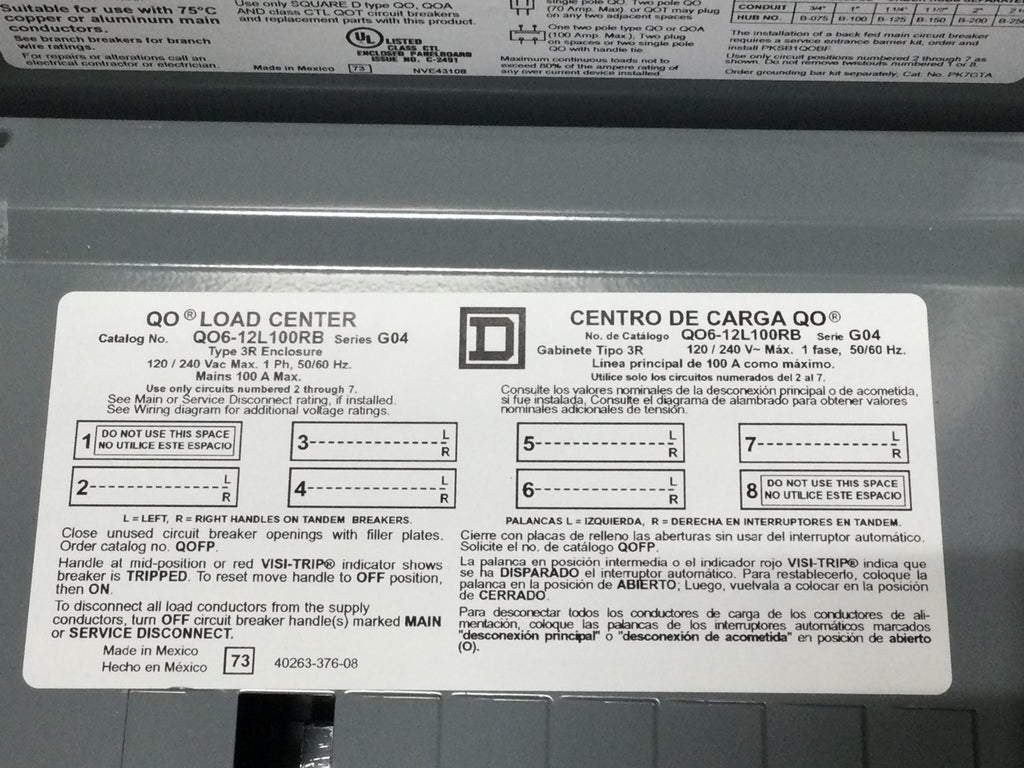 Suitable for use with 75°C
copper or aluminum main
conductors.
See branch breakers for branch
wire ratings.
For repairs or alterations call an
electrical contractor or electrician.
Use only SQUARE D type QO, QOA
AND class CTL QOT circuit breakers
and replacement parts with this product.
UL LISTED
CLASS CTL
ENCLOSED PANELBOARD
ISSUE NO. C-2491
Made in Mexico 73 NVE43108
single pole QO. Two pole QO
(70 Amp. Max) or QOT may plug
on any two adjacent spaces
One two pole type QO or QOA
(100 Amp. Max.) Two plug
on spaces or two single pole
QO with handle tie.
Maximum continuous loads not to
exceed 80% of the ampere rating of
any over current device installed.
CONDUIT 3/4" 1" 1 1/4" 1 1/2" 2"
HUB NO. B-075 B-100 B-125 B-150 B-200 B-250
The installation of a back fed main circuit breaker
requires a service entrance barrier kit, order and
install PKSB1QOBF
Use only circuit positions numbered 2 through 7 as
shown. Do not remove twistouts numbered 1 or 8.
Order grounding bar kit separately, Cat. No. PK7GTA
QO® LOAD CENTER
Catalog No. QO6-12L100RB Series G04
Type 3R Enclosure
120 / 240 Vac Max. 1 Ph, 50/60 Hz.
Mains 100 A Max.
Use only circuits numbered 2 through 7.
See Main or Service Disconnect rating, if installed.
See Wiring diagram for additional voltage ratings.
D
CENTRO DE CARGA QO®
No. de Catálogo QO6-12L100RB Serie G04
Gabinete Tipo 3R 120 / 240 V~ Máx. 1 fase, 50/60 Hz.
Línea principal de 100 A como máximo.
Utilice solo los circuitos numerados del 2 al 7.
Consulte los valores nominales de la desconexión principal o de acometida,
si fue instalada, Consulte el diagrama de alambrado para obtener valores
nominales adicionales de tensión.
1 DO NOT USE THIS SPACE
NO UTILICE ESTE ESPACIO
3 L
R
5 L
R
7 L
R
2 L
R
4 L
R
6 L
R
8 DO NOT USE THIS SPACE
NO UTILICE ESTE ESPACIO
L = LEFT, R = RIGHT HANDLES ON TANDEM BREAKERS.
Close unused circuit breaker openings with filler plates.
Order catalog no. QOFP.
Handle at mid-position or red VISI-TRIP® indicator shows
breaker is TRIPPED. To reset move handle to OFF position,
then ON.
To disconnect all load conductors from the supply
conductors, turn OFF circuit breaker handle(s) marked MAIN
or SERVICE DISCONNECT.
Made in Mexico
Hecho en México 73 40263-376-08
PALANCAS L = IZQUIERDA, R = DERECHA EN INTERRUPTORES EN TANDEM.
Cierre con placas de relleno las aberturas sin usar del interruptor automático.
Solicite el no. de catálogo QOFP.
La palanca en posición intermedia o el indicador rojo VISI-TRIP® indica que
se ha DISPARADO el interruptor automático. Para restablecerlo, coloque la
palanca en la posición de ABIERTO; Luego, vuelvala a colocar en la posición
de CERRADO.
Para desconectar todos los conductores de carga de los conductores de ali-
mentación, coloque las palancas de los interruptores automáticos marcados
"desconexión principal" o "desconexión de acometida" en posición de abierto
(O).